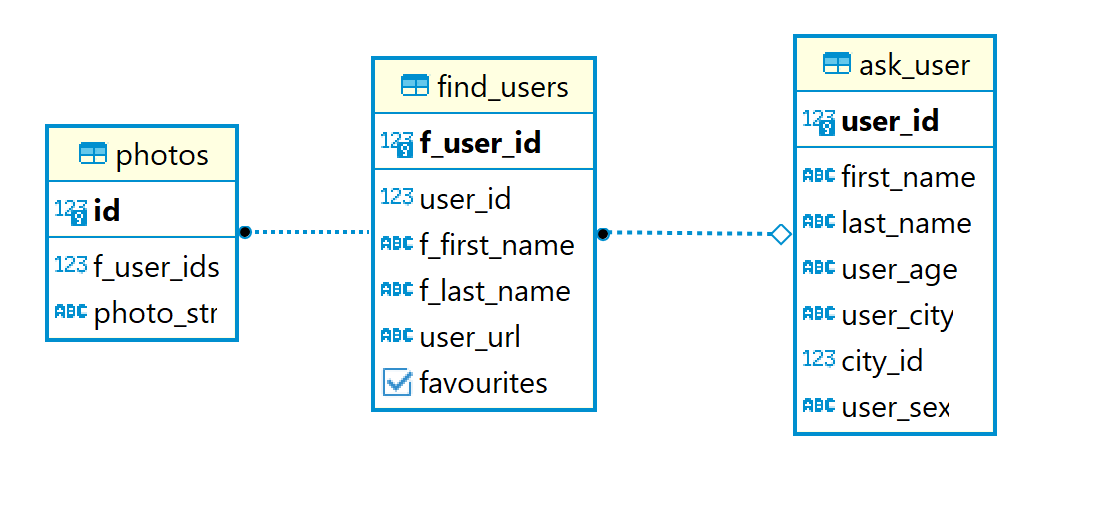 photos
123 id
123 f_user_ids
ABC photo_str
find_users
123 f_user_id
123 user_id
ABC f_first_name
ABC f_last_name
ABC user_url
favourites
ask_user
123 user_id
ABC first_name
ABC last_name
ABC user_age
ABC user_city
123 city_id
ABC user_sex